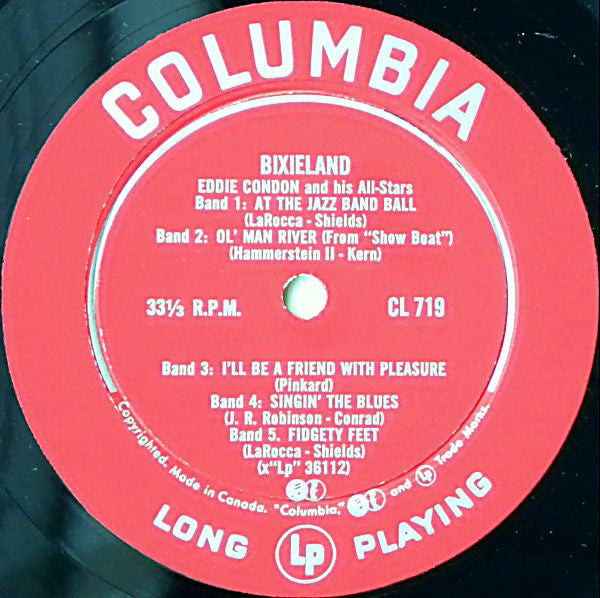 COLUMBIA
BIXIELAND
EDDIE CONDON and his All-Stars
Band 1: AT THE JAZZ BAND BALL
(LaRocca - Shields)
Band 2: OL' MAN RIVER (From "Show Boat")
(Hammerstein II - Kern)
33⅓ R.P.M.
CL 719
Band 3: I'LL BE A FRIEND WITH PLEASURE
(Pinkard)
Band 4: SINGIN' THE BLUES
(J. R. Robinson - Conrad)
Band 5. FIDGETY FEET
(LaRocca - Shields)
(x"Lp" 36112)
Copyrighted. Made in Canada. "Columbia," and Lp Trade Marks.
LONG Lp PLAYING